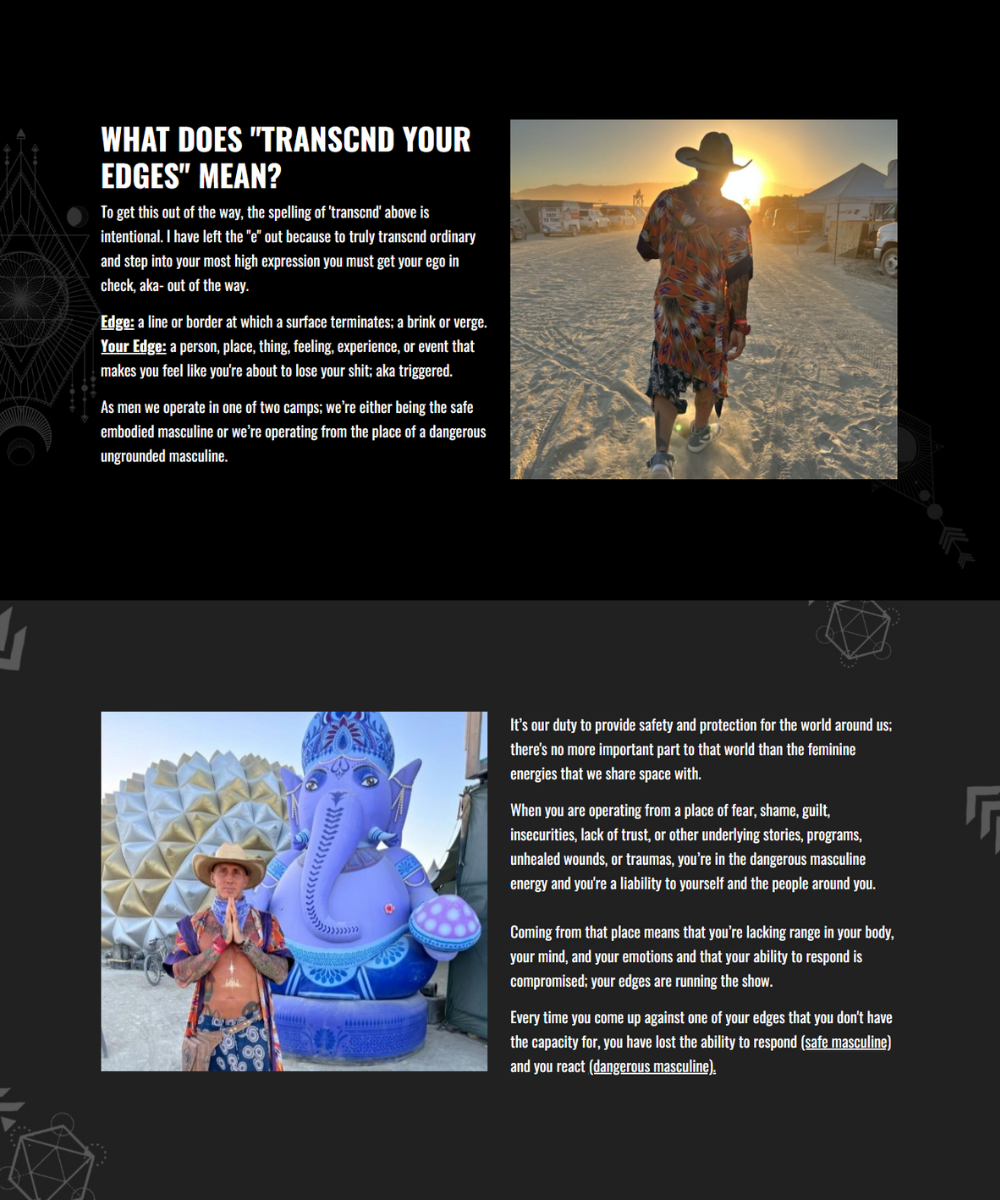 WHAT DOES "TRANSCND YOUR
EDGES" MEAN?
To get this out of the way, the spelling of 'transcnd' above is
intentional. I have left the "e" out because to truly transcnd ordinary
and step into your most high expression you must get your ego in
check, aka- out of the way.
Edge: a line or border at which a surface terminates; a brink or verge.
Your Edge: a person, place, thing, feeling, experience, or event that
makes you feel like you're about to lose your shit; aka triggered.
As men we operate in one of two camps; we’re either being the safe
embodied masculine or we’re operating from the place of a dangerous
ungrounded masculine.
It’s our duty to provide safety and protection for the world around us;
there's no more important part to that world than the feminine
energies that we share space with.
When you are operating from a place of fear, shame, guilt,
insecurities, lack of trust, or other underlying stories, programs,
unhealed wounds, or traumas, you’re in the dangerous masculine
energy and you're a liability to yourself and the people around you.
Coming from that place means that you’re lacking range in your body,
your mind, and your emotions and that your ability to respond is
compromised; your edges are running the show.
Every time you come up against one of your edges that you don't have
the capacity for, you have lost the ability to respond (safe masculine)
and you react (dangerous masculine).